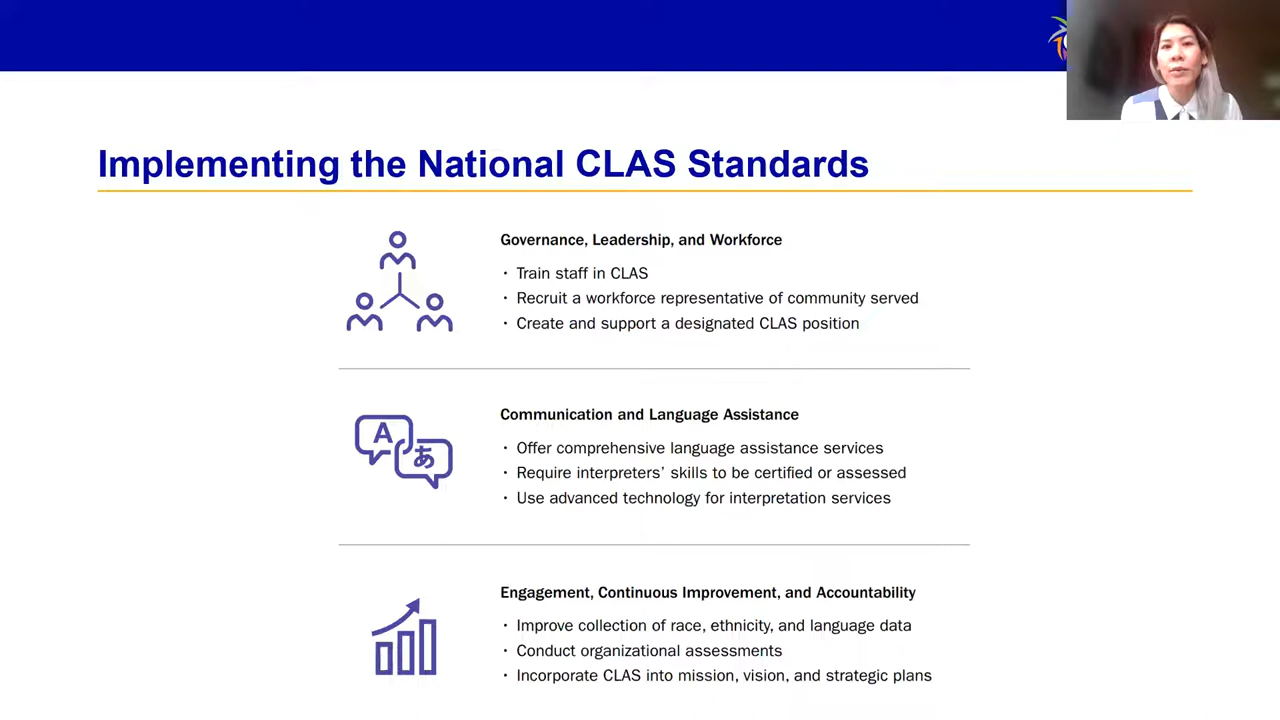 Implementing the National CLAS Standards
Governance, Leadership, and Workforce
• Train staff in CLAS
• Recruit a workforce representative of community served
• Create and support a designated CLAS position
A
あ
Communication and Language Assistance
• Offer comprehensive language assistance services
• Require interpreters’ skills to be certified or assessed
• Use advanced technology for interpretation services
Engagement, Continuous Improvement, and Accountability
• Improve collection of race, ethnicity, and language data
• Conduct organizational assessments
• Incorporate CLAS into mission, vision, and strategic plans